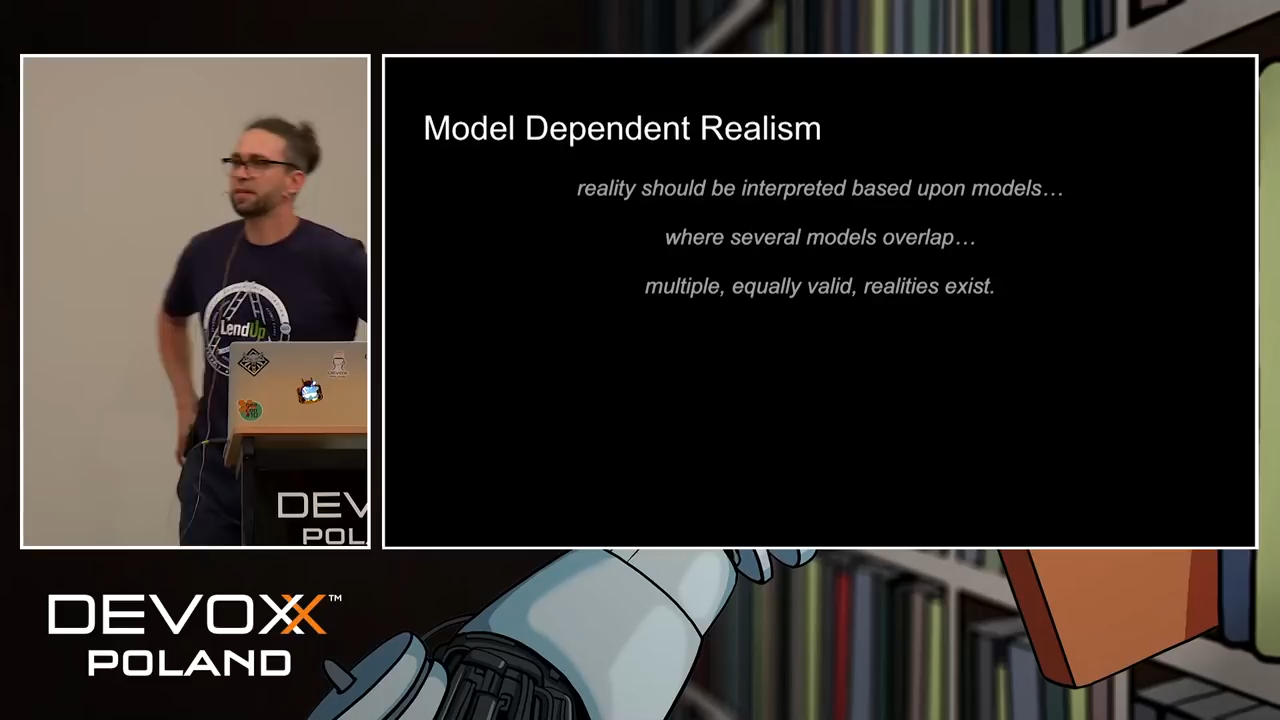 Model Dependent Realism
reality should be interpreted based upon models…
where several models overlap…
multiple, equally valid, realities exist.
LendUp
DEV
POL
DEVOXX™
POLAND